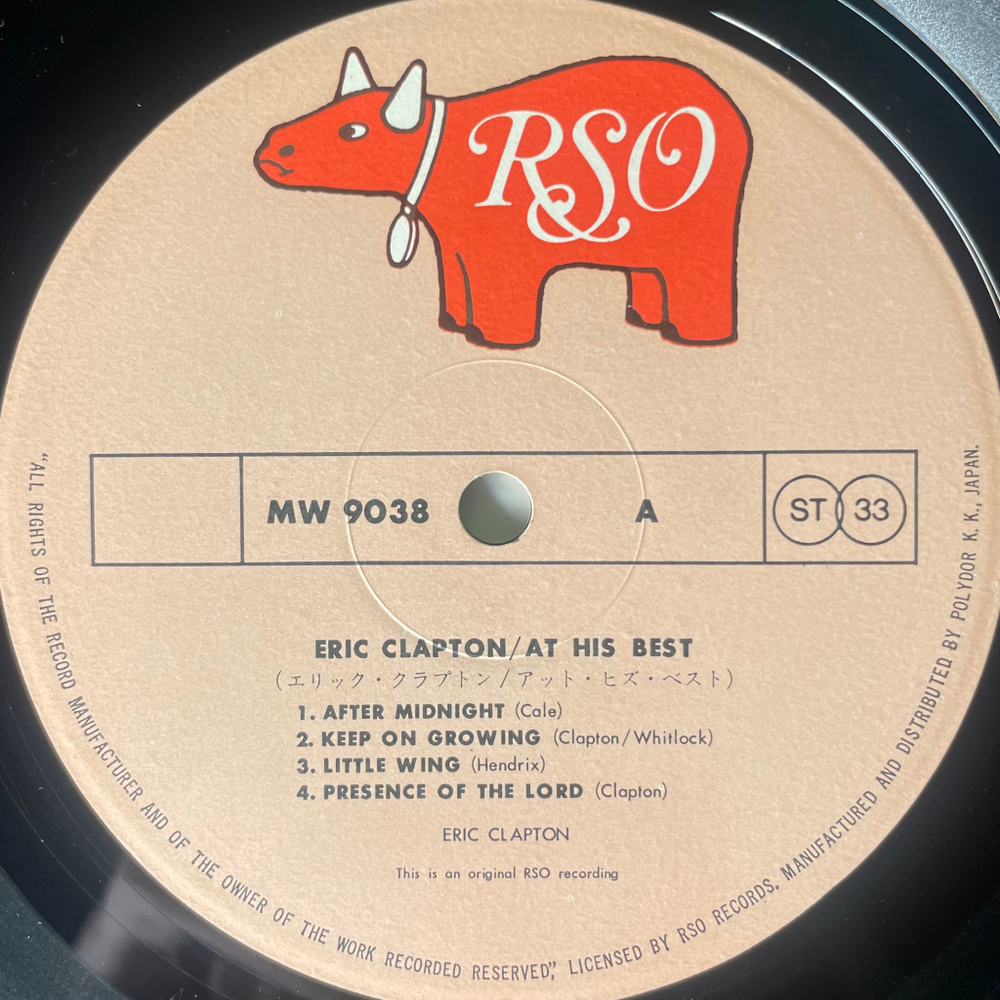 RSO
MW 9038
A
ST 33
ERIC CLAPTON/AT HIS BEST
(エリック・クラプトン/アット・ヒズ・ベスト)
1. AFTER MIDNIGHT (Cale)
2. KEEP ON GROWING (Clapton/Whitlock)
3. LITTLE WING (Hendrix)
4. PRESENCE OF THE LORD (Clapton)
ERIC CLAPTON
This is an original RSO recording
"ALL RIGHTS OF THE RECORD MANUFACTURER AND OF THE OWNER OF THE WORK RECORDED RESERVED", LICENSED BY RSO RECORDS. MANUFACTURED AND DISTRIBUTED BY POLYDOR K.K., JAPAN.